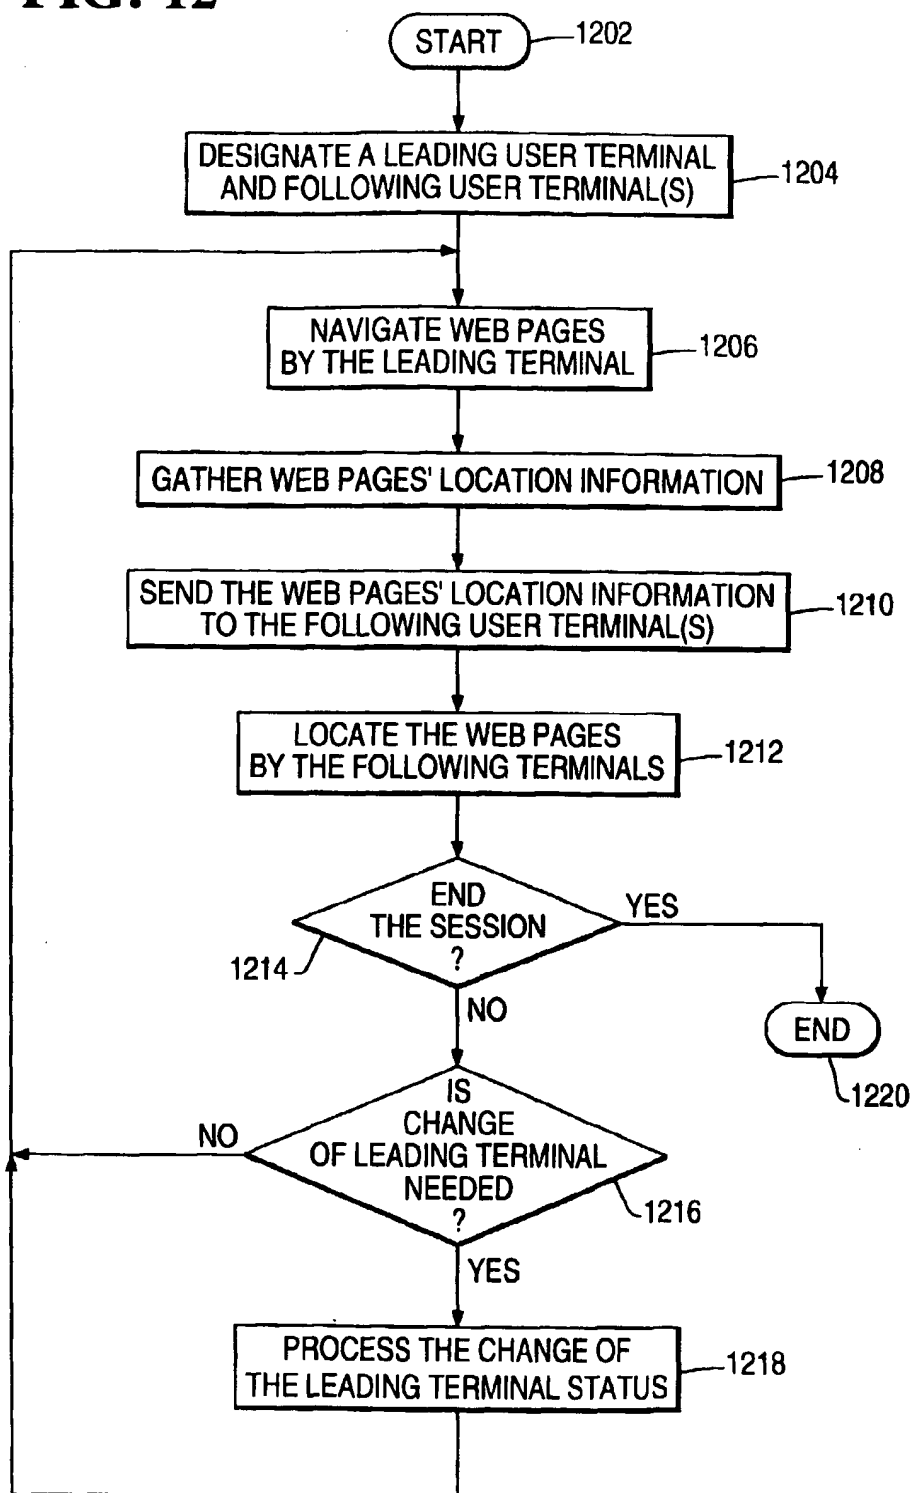 FIG. 12
START
1202
DESIGNATE A LEADING USER TERMINAL
AND FOLLOWING USER TERMINAL(S)
1204
NAVIGATE WEB PAGES
BY THE LEADING TERMINAL
1206
GATHER WEB PAGES' LOCATION INFORMATION
1208
SEND THE WEB PAGES' LOCATION INFORMATION
TO THE FOLLOWING USER TERMINAL(S)
1210
LOCATE THE WEB PAGES
BY THE FOLLOWING TERMINALS
1212
END
THE SESSION
?
YES
1214
NO
END
1220
IS
CHANGE
OF LEADING TERMINAL
NEEDED
?
NO
1216
YES
PROCESS THE CHANGE OF
THE LEADING TERMINAL STATUS
1218